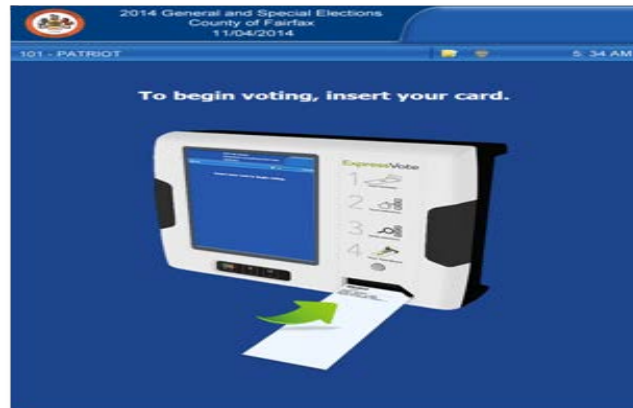 2014 General and Special Elections
County of Fairfax
11/04/2014
101 - PATRIOT
5:34 AM
To begin voting, insert your card.
ExpressVote
1
2
3
4